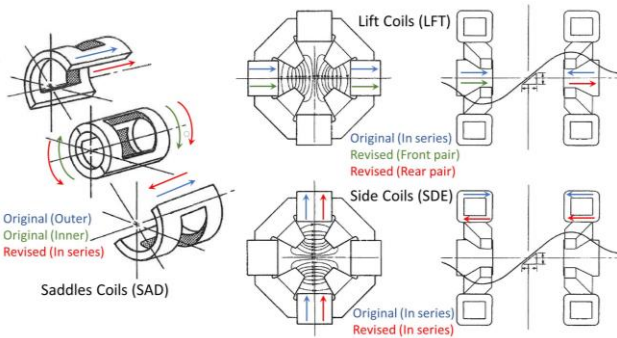 Lift Coils (LFT)
Original (In series)
Revised (Front pair)
Revised (Rear pair)
Side Coils (SDE)
Original (Outer)
Original (Inner)
Revised (In series)
Saddles Coils (SAD)
Original (In series)
Revised (In series)